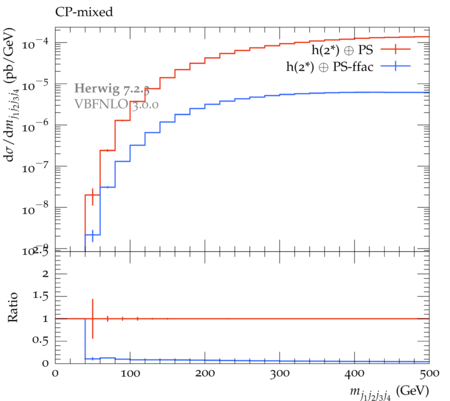 CP-mixed
h(2*) ⊕ PS
h(2*) ⊕ PS-ffac
Herwig 7.2.3
VBFNLO 3.0.0
10⁻⁴
10⁻⁵
10⁻⁶
10⁻⁷
10⁻⁸
dσ/dm_{j₁j₂j₃j₄} (pb/GeV)
2
1.5
1
0.5
0
Ratio
0 100 200 300 400 500
m_{j₁j₂j₃j₄} (GeV)